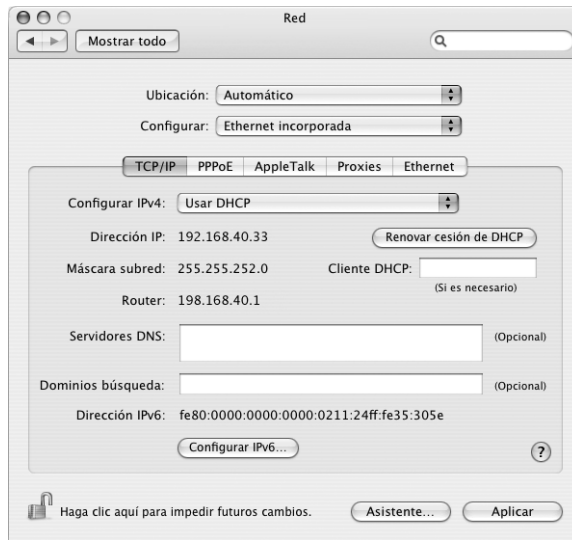 Red
Mostrar todo
Ubicación: Automático
Configurar: Ethernet incorporada
TCP/IP PPPoE AppleTalk Proxies Ethernet
Configurar IPv4: Usar DHCP
Dirección IP: 192.168.40.33 Renovar cesión de DHCP
Máscara subred: 255.255.252.0 Cliente DHCP:
(Si es necesario)
Router: 198.168.40.1
Servidores DNS: (Opcional)
Dominios búsqueda: (Opcional)
Dirección IPv6: fe80:0000:0000:0000:0211:24ff:fe35:305e
Configurar IPv6...
?
Haga clic aquí para impedir futuros cambios. Asistente... Aplicar